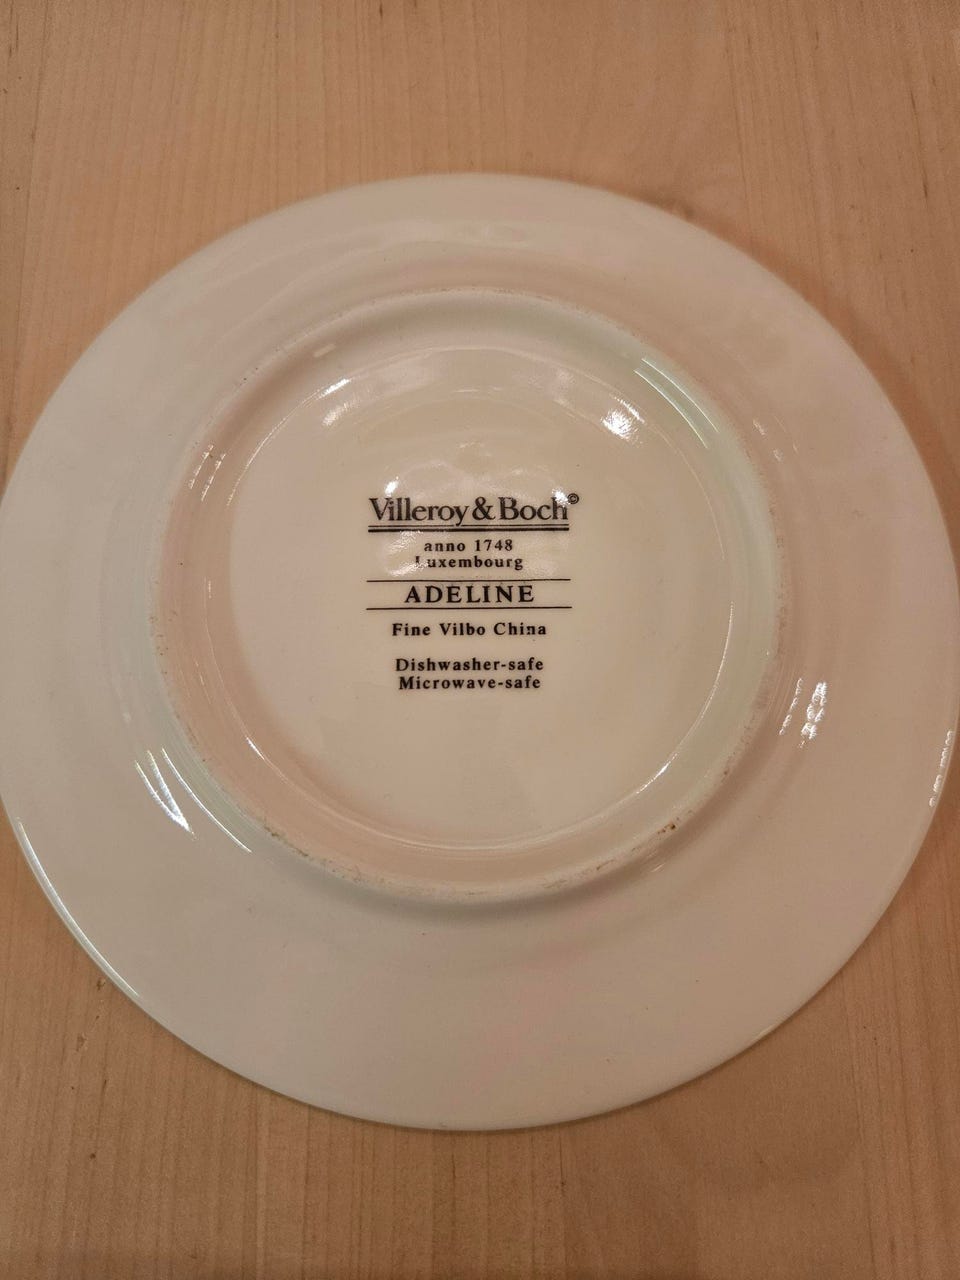 Villeroy & Boch©
anno 1748
Luxembourg
ADELINE
Fine Vilbo China
Dishwasher-safe
Microwave-safe